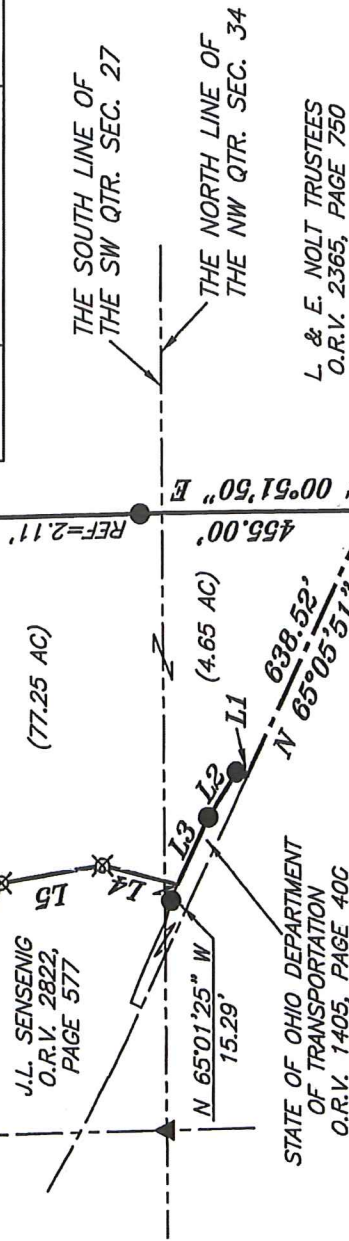 THE SOUTH LINE OF
THE SW QTR. SEC. 27
THE NORTH LINE OF
THE NW QTR. SEC. 34
L. & E. NOLT TRUSTEES
O.R.V. 2365, PAGE 750
REF=2.11'
00°51'50" E
455.00'
(77.25 AC)
(4.65 AC)
638.52'
N 65°05'51"
L1
L2
L3
L4
L5
J.L. SENSENIG
O.R.V. 2822,
PAGE 577
N 65°01'25" W
15.29'
STATE OF OHIO DEPARTMENT
OF TRANSPORTATION
O.R.V. 1405, PAGE 400